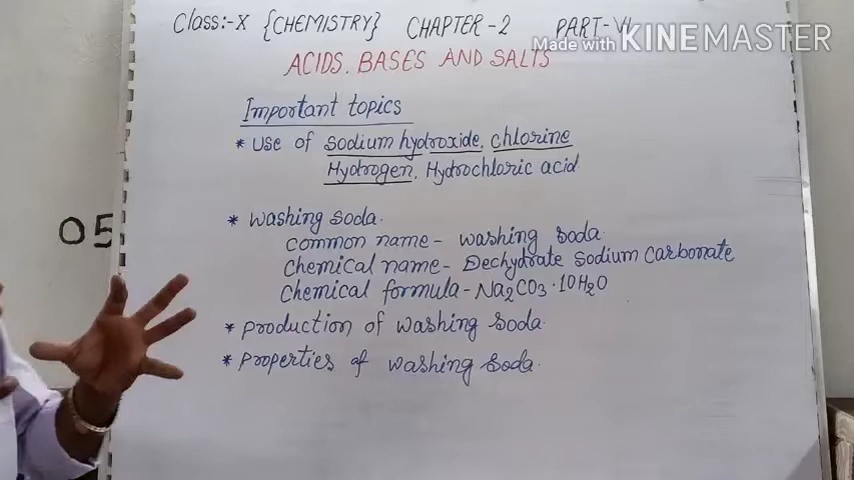 Class:-X {CHEMISTRY} CHAPTER-2 PART-VI
Made with KINEMASTER
ACIDS. BASES AND SALTS
Important topics
* Use of sodium hydroxide, chlorine
Hydrogen, Hydrochloric acid
05
* Washing soda.
Common name - washing soda.
Chemical name - Dechydrate sodium carbonate
Chemical formula - Na2CO3·10H2O
* Production of washing soda.
* Properties of washing soda.